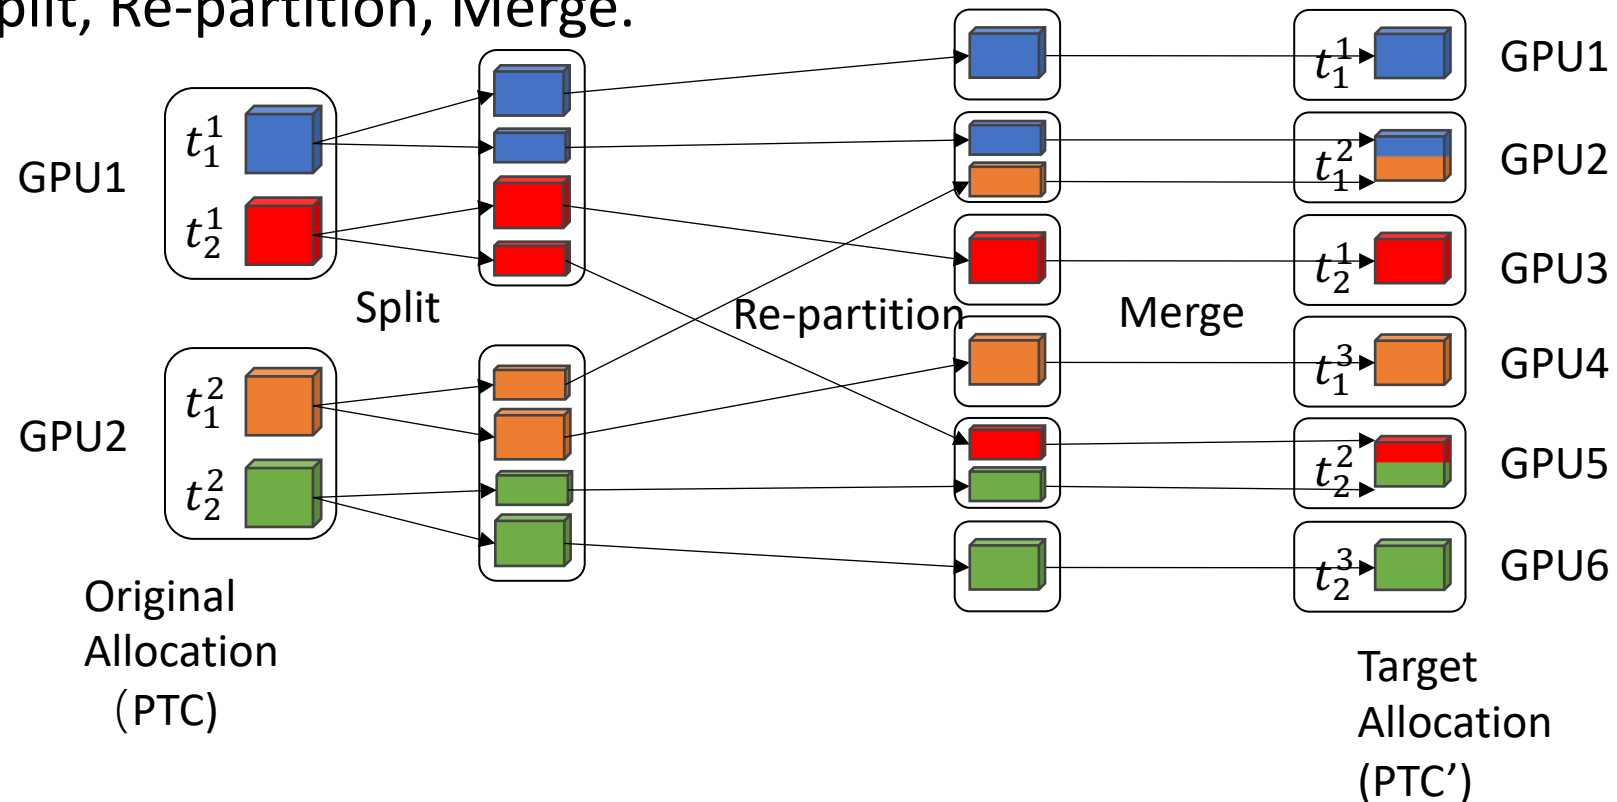 plit, Re-partition, Merge.
GPU1
t_1^1
t_2^1
Split
GPU2
t_1^2
t_2^2
Original
Allocation
（PTC)
Re-partition
Merge
t_1^1
GPU1
t_1^2
GPU2
t_2^1
GPU3
t_1^3
GPU4
t_2^2
GPU5
t_2^3
GPU6
Target
Allocation
(PTC’)